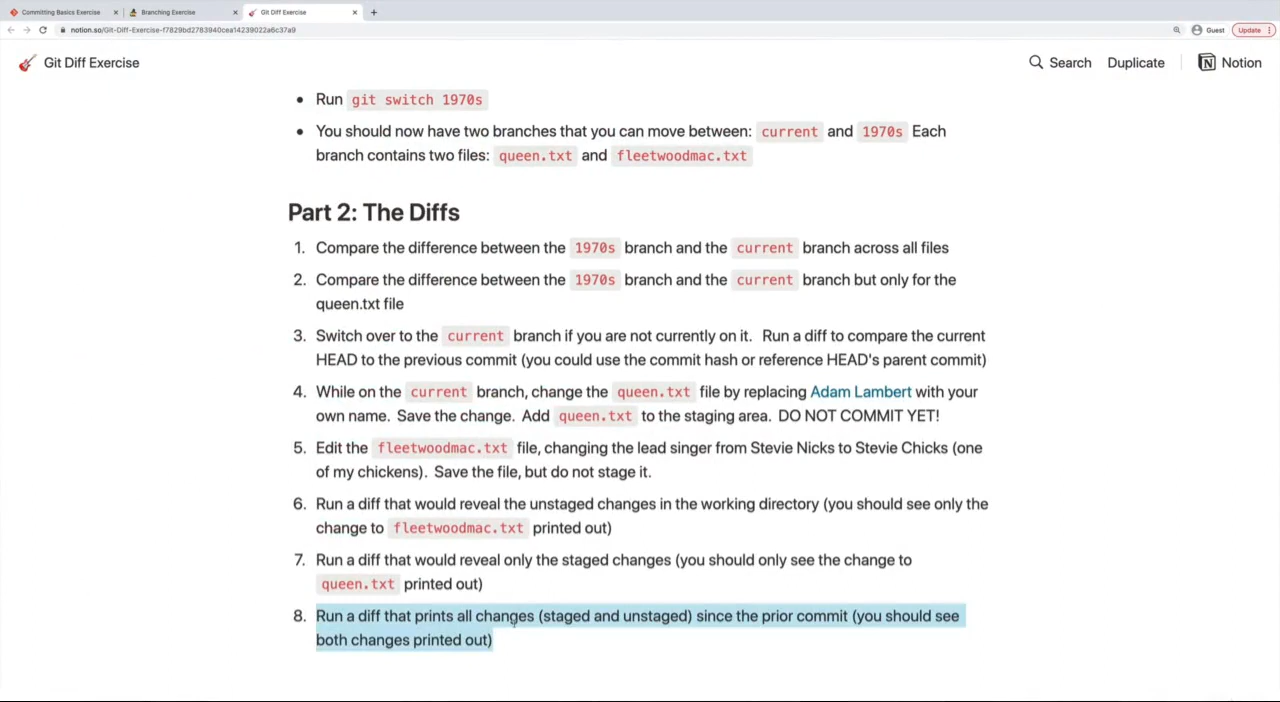 Committing Basics Exercise
Branching Exercise
Git Diff Exercise
notion.so/Git-Diff-Exercise-f7829bd2783940cea14239022a6c37a9
Guest
Update
Git Diff Exercise
Search
Duplicate
Notion
• Run git switch 1970s
• You should now have two branches that you can move between: current and 1970s Each
branch contains two files: queen.txt and fleetwoodmac.txt
Part 2: The Diffs
1. Compare the difference between the 1970s branch and the current branch across all files
2. Compare the difference between the 1970s branch and the current branch but only for the
queen.txt file
3. Switch over to the current branch if you are not currently on it. Run a diff to compare the current
HEAD to the previous commit (you could use the commit hash or reference HEAD's parent commit)
4. While on the current branch, change the queen.txt file by replacing Adam Lambert with your
own name. Save the change. Add queen.txt to the staging area. DO NOT COMMIT YET!
5. Edit the fleetwoodmac.txt file, changing the lead singer from Stevie Nicks to Stevie Chicks (one
of my chickens). Save the file, but do not stage it.
6. Run a diff that would reveal the unstaged changes in the working directory (you should see only the
change to fleetwoodmac.txt printed out)
7. Run a diff that would reveal only the staged changes (you should only see the change to
queen.txt printed out)
8. Run a diff that prints all changes (staged and unstaged) since the prior commit (you should see
both changes printed out)